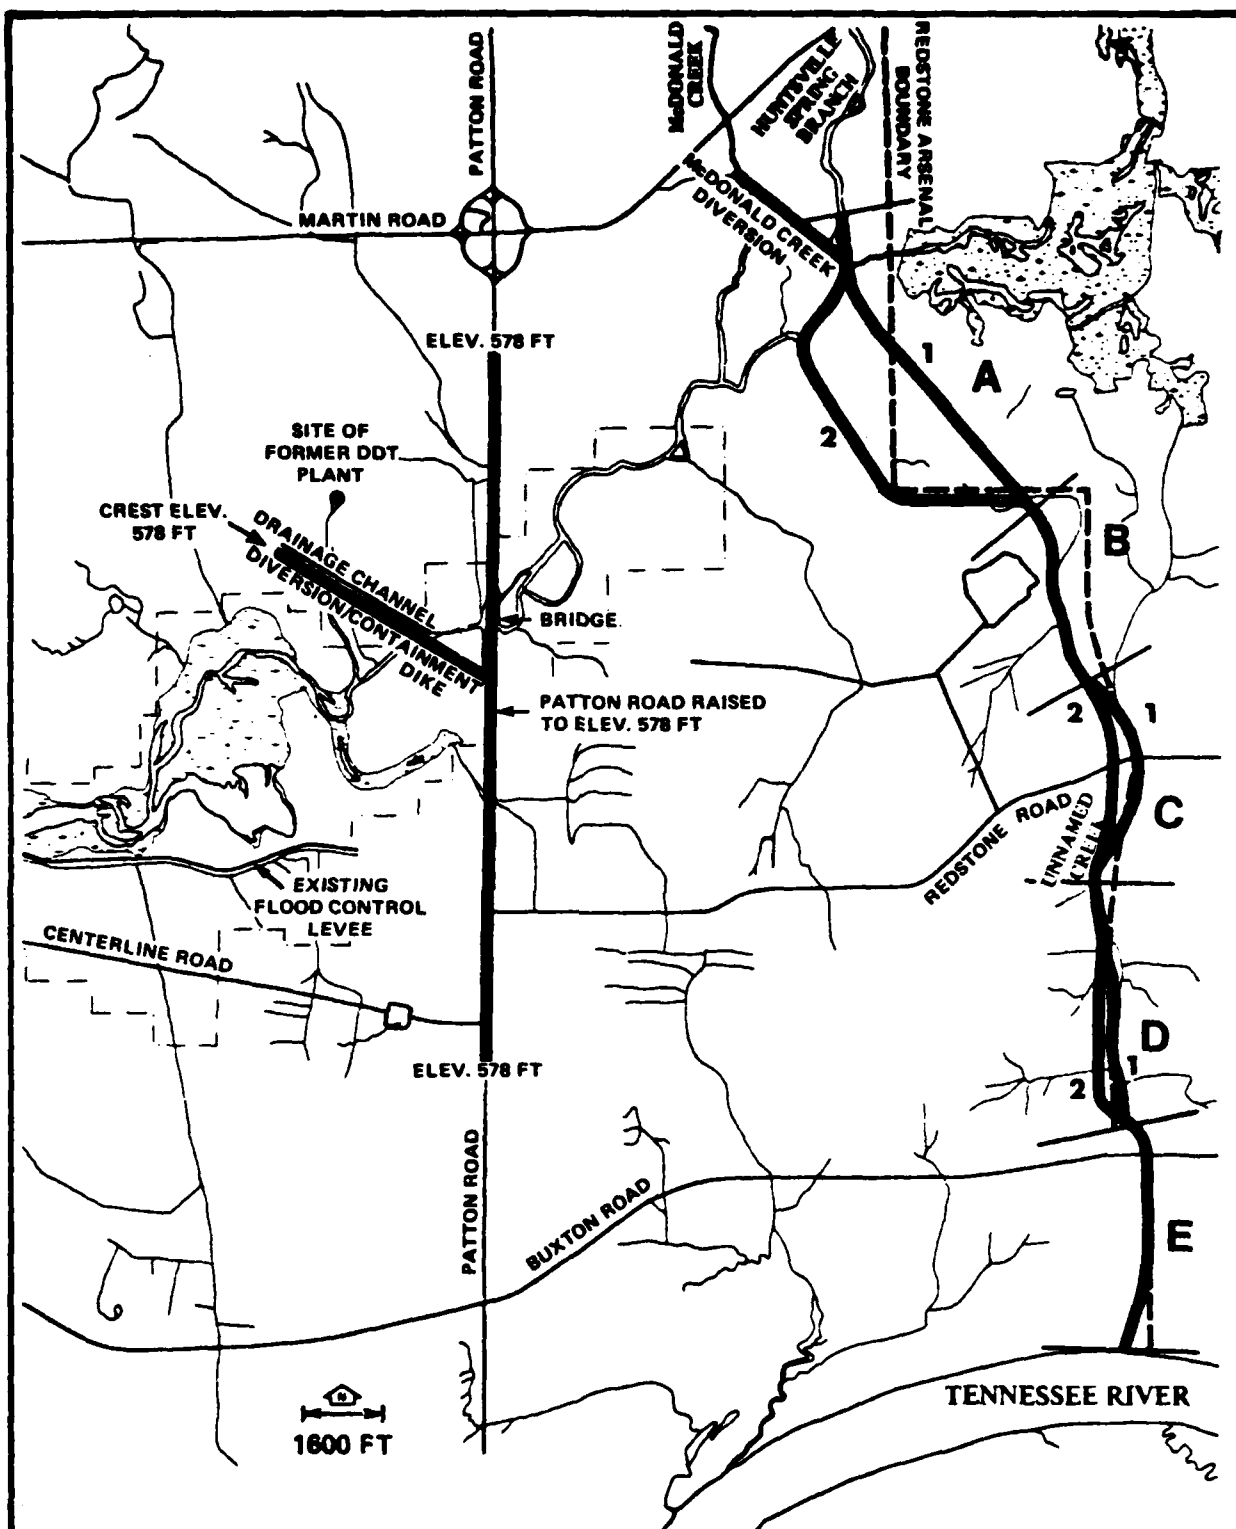 PATTON ROAD
McDONALD
CREEK
HUNTSVILLE
SPRING
BRANCH
REDSTONE ARSENAL
BOUNDARY
McDONALD CREEK
DIVERSION
MARTIN ROAD
ELEV. 578 FT
1
A
2
SITE OF
FORMER DDT
PLANT
CREST ELEV.
578 FT
DRAINAGE CHANNEL
DIVERSION/CONTAINMENT
DIKE
B
BRIDGE
PATTON ROAD RAISED
TO ELEV. 578 FT
2
1
C
REDSTONE ROAD
UNNAMED
CREEK
EXISTING
FLOOD CONTROL
LEVEE
CENTERLINE ROAD
D
1
2
ELEV. 578 FT
PATTON ROAD
BUXTON ROAD
E
N
1600 FT
TENNESSEE RIVER